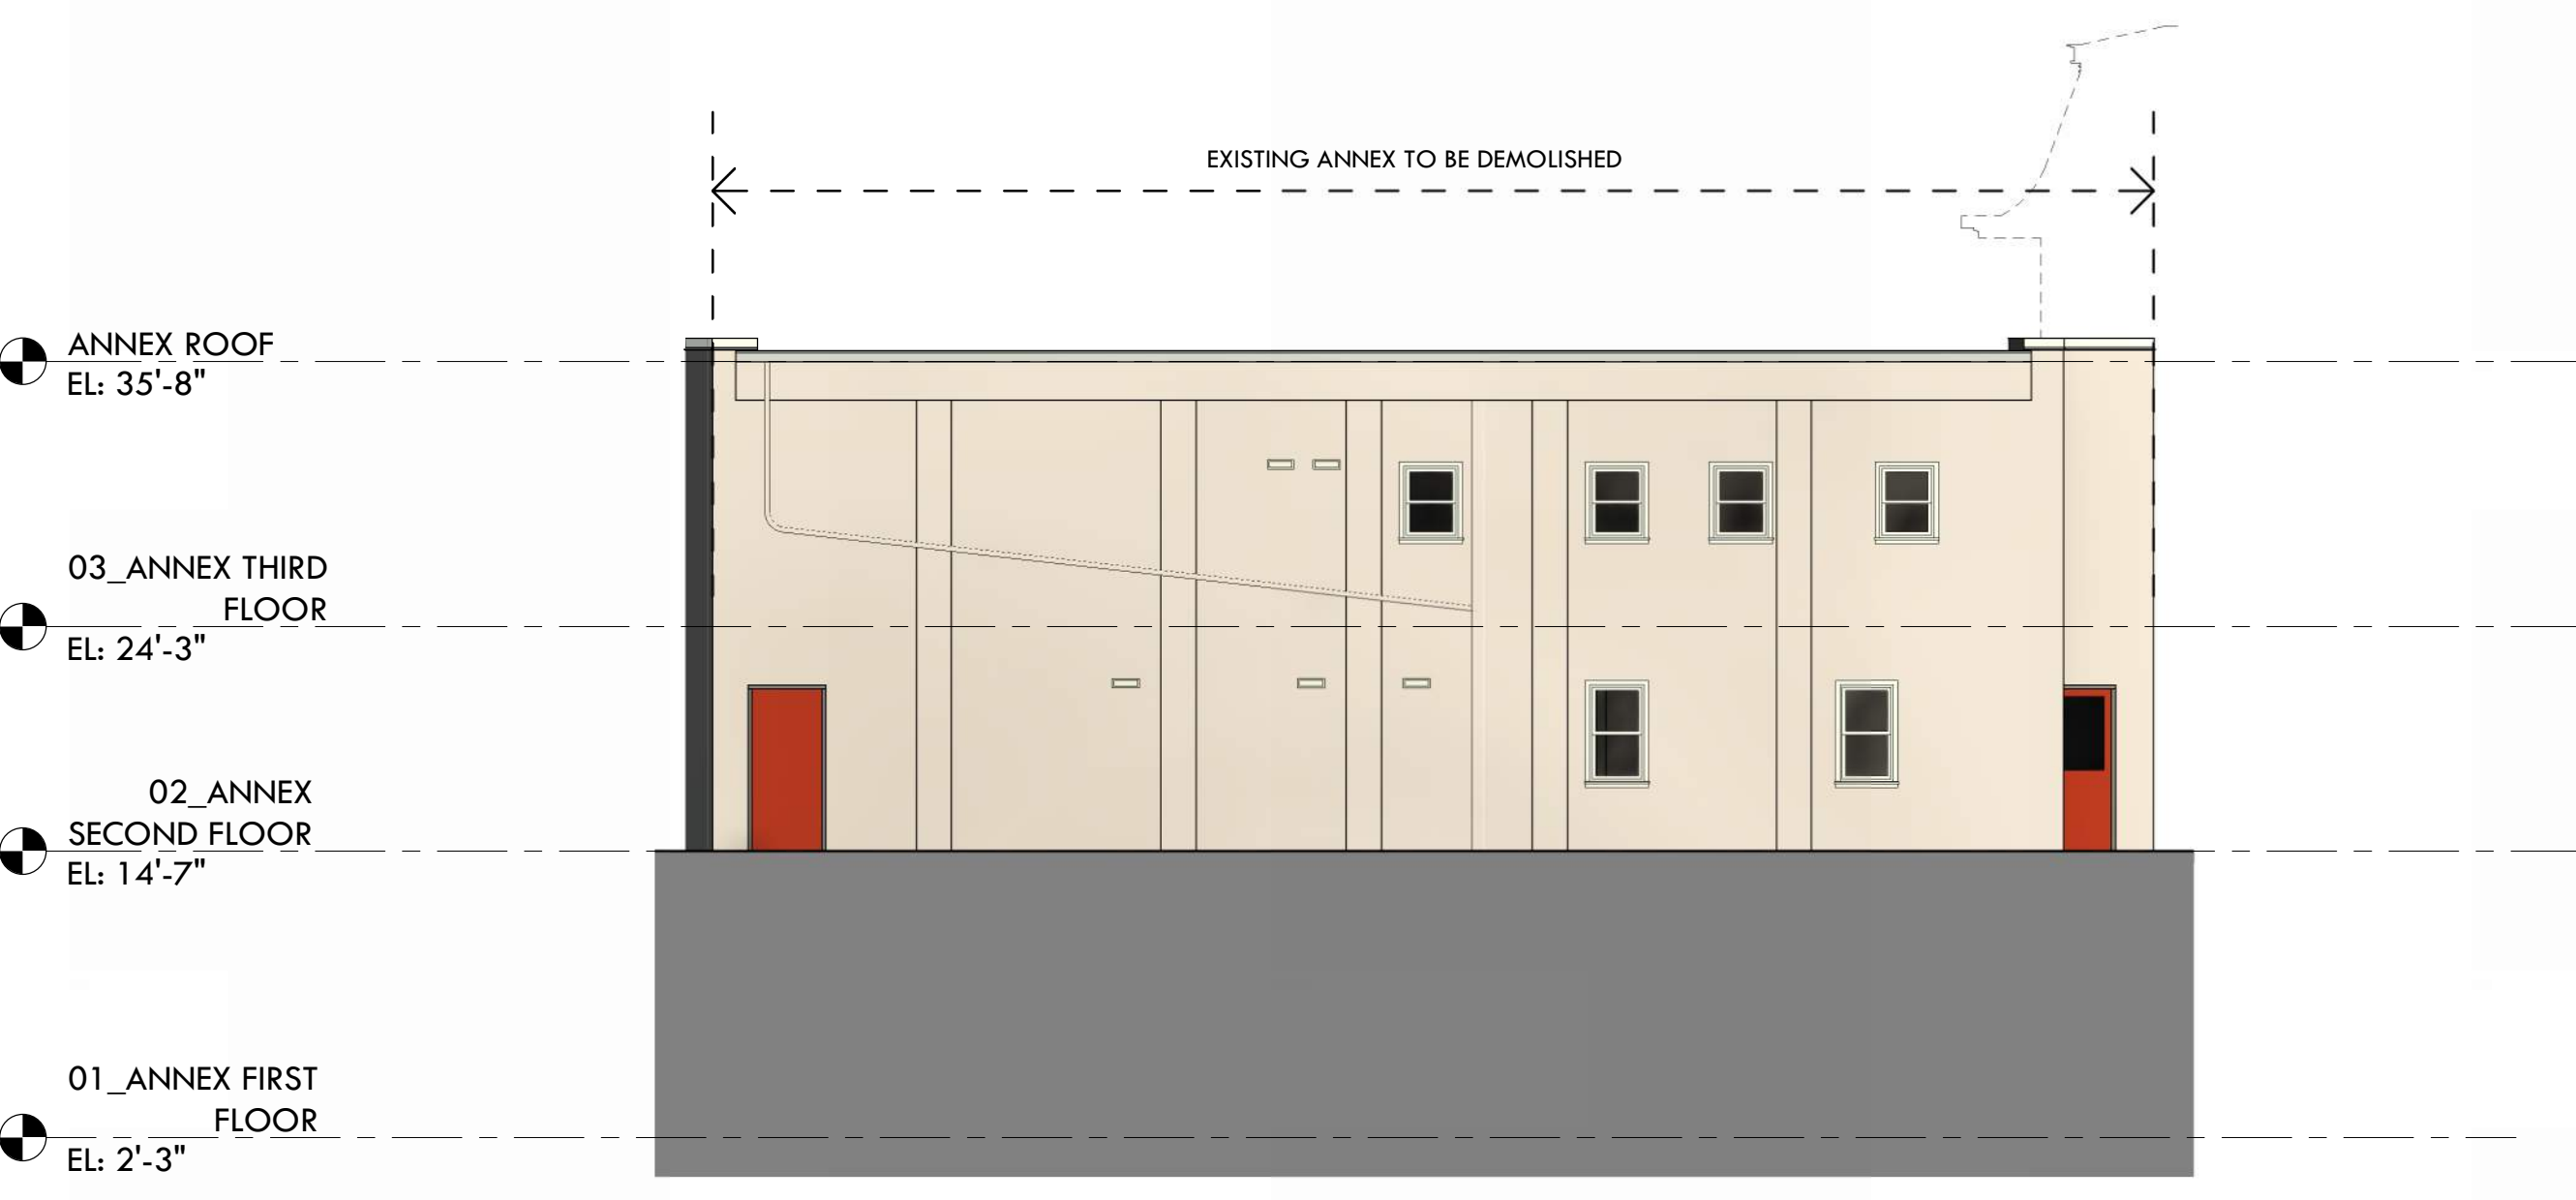 EXISTING ANNEX TO BE DEMOLISHED
ANNEX ROOF
EL: 35'-8"
03_ANNEX THIRD
FLOOR
EL: 24'-3"
02_ANNEX
SECOND FLOOR
EL: 14'-7"
01_ANNEX FIRST
FLOOR
EL: 2'-3"